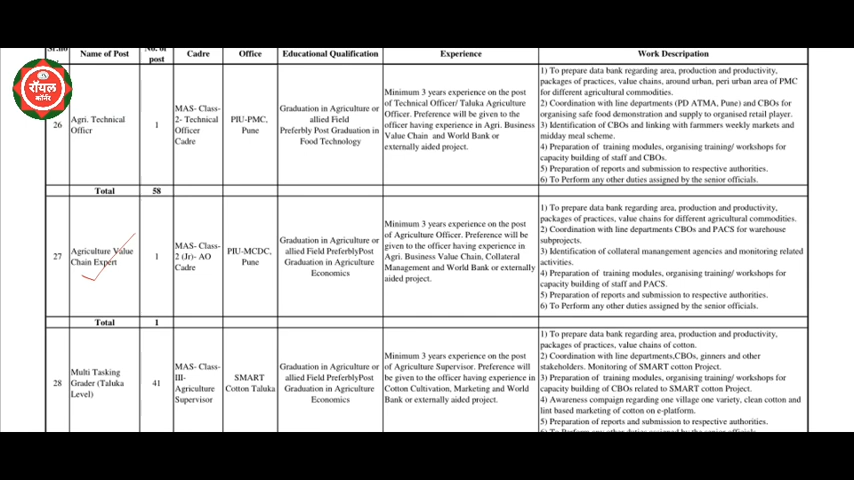 Sr.no
Name of Post
No. of
post
Cadre
Office
Educational Qualification
Experience
Work Descripation
रॉयल
कॉर्नर
26
Agri. Technical
Officr
1
MAS- Class-
2- Technical
Officer
Cadre
PIU-PMC,
Pune
Graduation in Agriculture or
allied Field
Preferbly Post Graduation in
Food Technology
Minimum 3 years experience on the post
of Technical Officer/ Taluka Agriculture
Officer. Preference will be given to the
officer having experience in Agri. Business
Value Chain and World Bank or
externally aided project.
1) To prepare data bank regarding area, production and productivity,
packages of practices, value chains, around urban, peri urban area of PMC
for different agricultural commodities.
2) Coordination with line departments (PD ATMA, Pune) and CBOs for
organising safe food demonstration and supply to organised retail player.
3) Identification of CBOs and linking with farmmers weekly markets and
midday meal scheme.
4) Preparation of training modules, organising training/ workshops for
capacity building of staff and CBOs.
5) Preparation of reports and submission to respective authorities.
6) To Perform any other duties assigned by the senior officials.
Total
58
27
Agriculture Value
Chain Expert
1
MAS- Class-
2 (Jr)- AO
Cadre
PIU-MCDC,
Pune
Graduation in Agriculture or
allied Field PreferblyPost
Graduation in Agriculture
Economics
Minimum 3 years experience on the post
of Agriculture Officer. Preference will be
given to the officer having experience in
Agri. Business Value Chain, Collateral
Management and World Bank or externally
aided project.
1) To prepare data bank regarding area, production and productivity,
packages of practices, value chains for different agricultural commodities.
2) Coordination with line departments CBOs and PACS for warehouse
subprojects.
3) Identification of collateral manangement agencies and monitoring related
activities.
4) Preparation of training modules, organising training/ workshops for
capacity building of staff and PACS.
5) Preparation of reports and submission to respective authorities.
6) To Perform any other duties assigned by the senior officials.
Total
1
28
Multi Tasking
Grader (Taluka
Level)
41
MAS- Class-
III-
Agriculture
Supervisor
SMART
Cotton Taluka
Graduation in Agriculture or
allied Field PreferblyPost
Graduation in Agriculture
Economics
Minimum 3 years experience on the post
of Agriculture Supervisor. Preference will
be given to the officer having experience in
Cotton Cultivation, Marketing and World
Bank or externally aided project.
1) To prepare data bank regarding area, production and productivity,
packages of practices, value chains of cotton.
2) Coordination with line departments,CBOs, ginners and other
stakeholders. Monitoring of SMART cotton Project.
3) Preparation of training modules, organising training/ workshops for
capacity building of CBOs related to SMART cotton Project.
4) Awareness campaign regarding one village one variety, clean cotton and
lint based marketing of cotton on e-platform.
5) Preparation of reports and submission to respective authorities.
6) To Perform any other duties assigned by the senior officials.